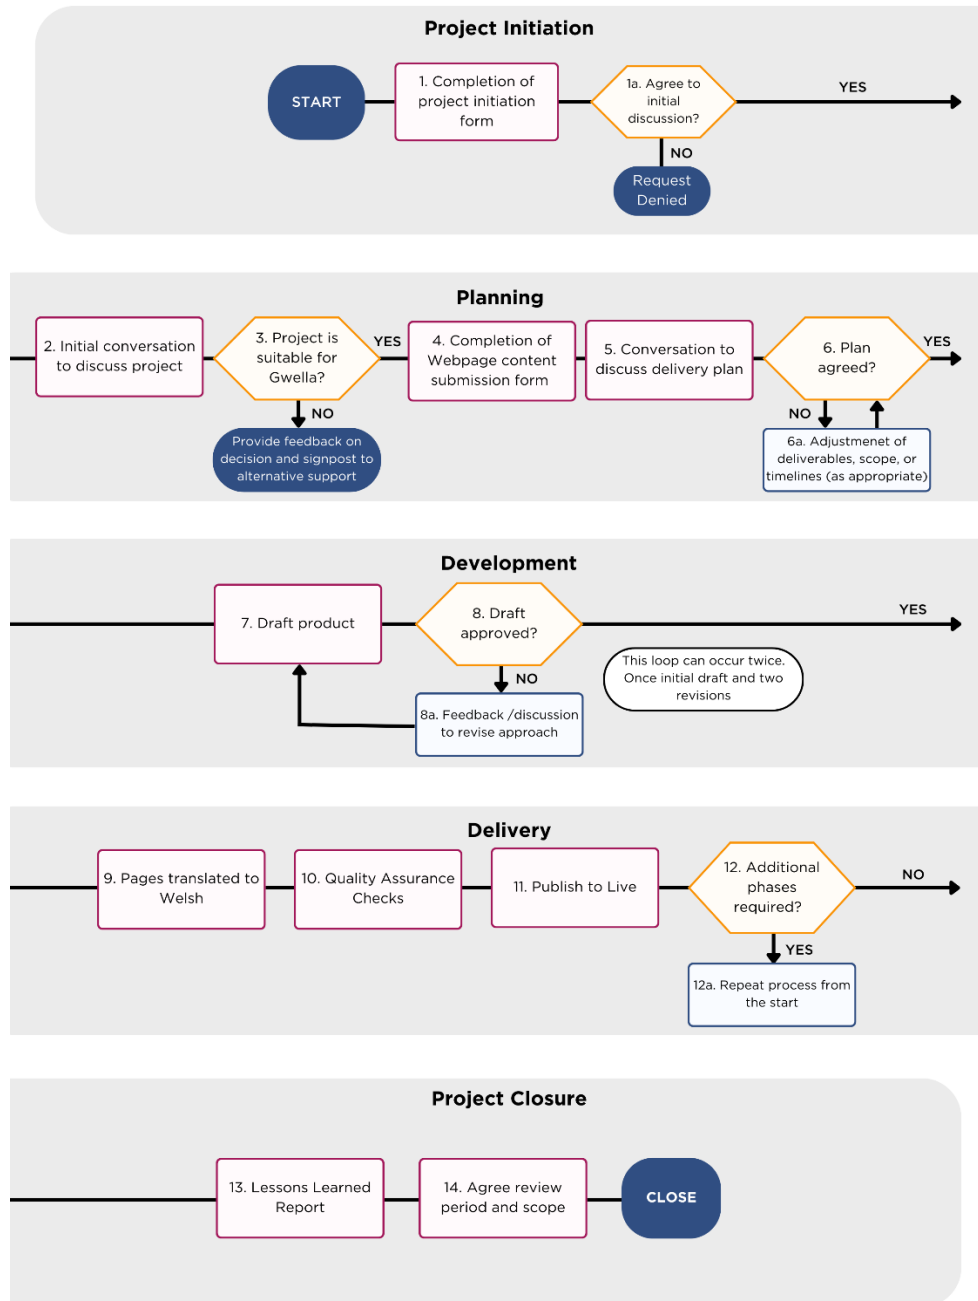 Project Initiation
START
1. Completion of
project initiation
form
1a. Agree to
initial
discussion?
YES
NO
Request
Denied
Planning
2. Initial conversation
to discuss project
3. Project is
suitable for
Gwella?
YES
4. Completion of
Webpage content
submission form
5. Conversation to
discuss delivery plan
6. Plan
agreed?
YES
NO
Provide feedback on
decision and signpost to
alternative support
NO
6a. Adjustmenet of
deliverables, scope, or
timelines (as appropriate)
Development
7. Draft product
8. Draft
approved?
YES
NO
This loop can occur twice.
Once initial draft and two
revisions
8a. Feedback /discussion
to revise approach
Delivery
9. Pages translated to
Welsh
10. Quality Assurance
Checks
11. Publish to Live
12. Additional
phases
required?
NO
YES
12a. Repeat process from
the start
Project Closure
13. Lessons Learned
Report
14. Agree review
period and scope
CLOSE